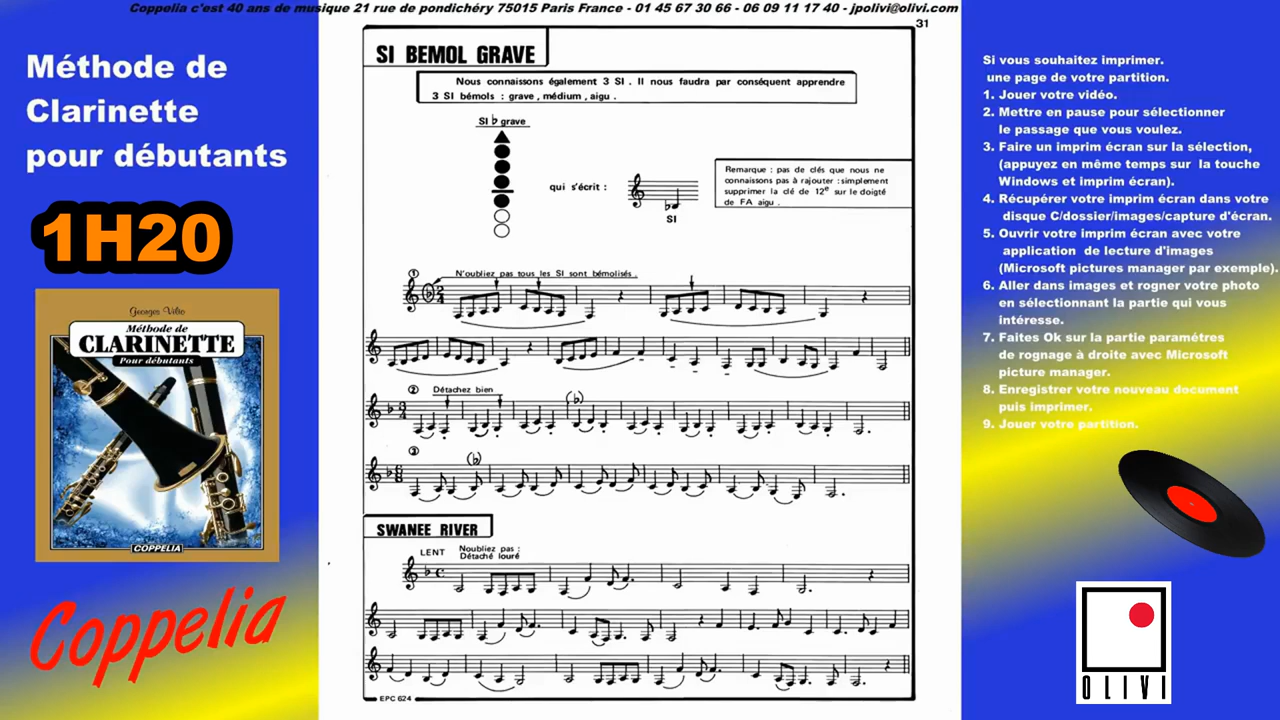 Coppelia c'est 40 ans de musique 21 rue de pondichéry 75015 Paris France - 01 45 67 30 66 - 06 09 11 17 40 - jpolivi@olivi.com
Méthode de
Clarinette
pour débutants
1H20
Georges Vilso
Méthode de
CLARINETTE
Pour débutants
COPPELIA
Coppelia
31
SI BEMOL GRAVE
Nous connaissons également 3 SI . Il nous faudra par conséquent apprendre
3 SI bémols : grave , médium , aigu .
SI ♭ grave
qui s'écrit :
SI
Remarque : pas de clés que nous ne
connaissons pas à rajouter : simplement
supprimer la clé de 12e sur le doigté
de FA aigu .
1
N'oubliez pas tous les SI sont bémolisés .
2
Détachez bien
3
SWANEE RIVER
LENT
Noubliez pas :
Détaché louré
EPC 624
Si vous souhaitez imprimer.
une page de votre partition.
1. Jouer votre vidéo.
2. Mettre en pause pour sélectionner
le passage que vous voulez.
3. Faire un imprim écran sur la sélection,
(appuyez en même temps sur la touche
Windows et imprim écran).
4. Récupérer votre imprim écran dans votre
disque C/dossier/images/capture d'écran.
5. Ouvrir votre imprim écran avec votre
application de lecture d'images
(Microsoft pictures manager par exemple).
6. Aller dans images et rogner votre photo
en sélectionnant la partie qui vous
intéresse.
7. Faites Ok sur la partie paramétres
de rognage à droite avec Microsoft
picture manager.
8. Enregistrer votre nouveau document
puis imprimer.
9. Jouer votre partition.
OLIVI